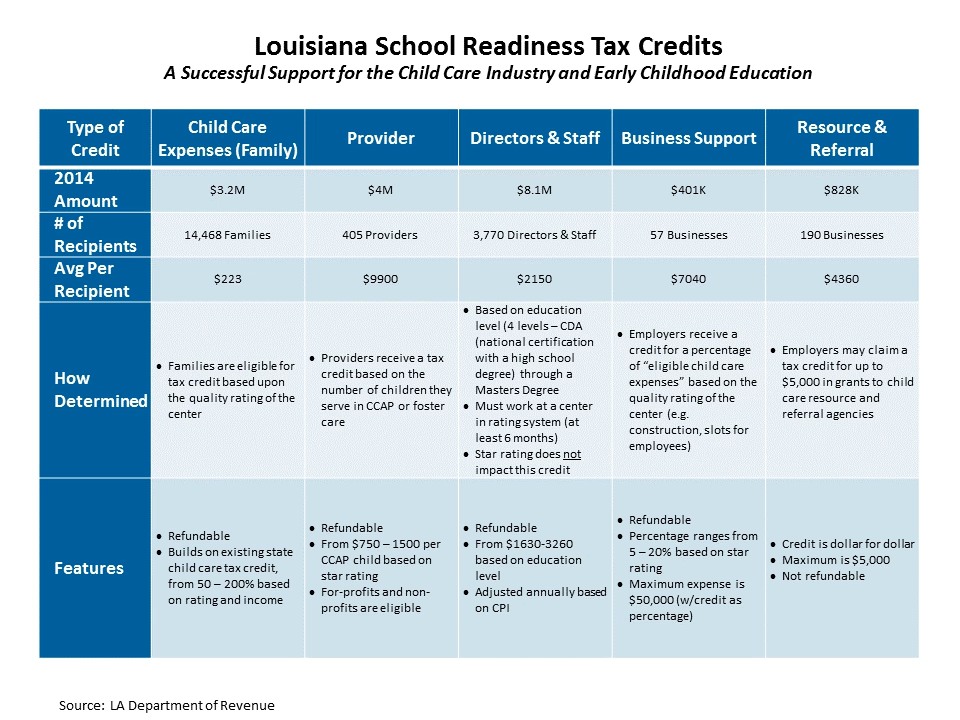 Louisiana School Readiness Tax Credits
A Successful Support for the Child Care Industry and Early Childhood Education
Type of
Credit
Child Care
Expenses (Family)
Provider
Directors & Staff
Business Support
Resource &
Referral
2014
Amount
$3.2M
$4M
$8.1M
$401K
$828K
# of
Recipients
14,468 Families
405 Providers
3,770 Directors & Staff
57 Businesses
190 Businesses
Avg Per
Recipient
$223
$9900
$2150
$7040
$4360
How
Determined
• Families are eligible for
tax credit based upon
the quality rating of the
center
• Providers receive a tax
credit based on the
number of children they
serve in CCAP or foster
care
• Based on education
level (4 levels – CDA
(national certification
with a high school
degree) through a
Masters Degree
• Must work at a center
in rating system (at
least 6 months)
• Star rating does not
impact this credit
• Employers receive a
credit for a percentage
of “eligible child care
expenses” based on the
quality rating of the
center (e.g.
construction, slots for
employees)
• Employers may claim a
tax credit for up to
$5,000 in grants to child
care resource and
referral agencies
Features
• Refundable
• Builds on existing state
child care tax credit,
from 50 – 200% based
on rating and income
• Refundable
• From $750 – 1500 per
CCAP child based on
star rating
• For-profits and non-
profits are eligible
• Refundable
• From $1630-3260
based on education
level
• Adjusted annually based
on CPI
• Refundable
• Percentage ranges from
5 – 20% based on star
rating
• Maximum expense is
$50,000 (w/credit as
percentage)
• Credit is dollar for dollar
• Maximum is $5,000
• Not refundable
Source: LA Department of Revenue